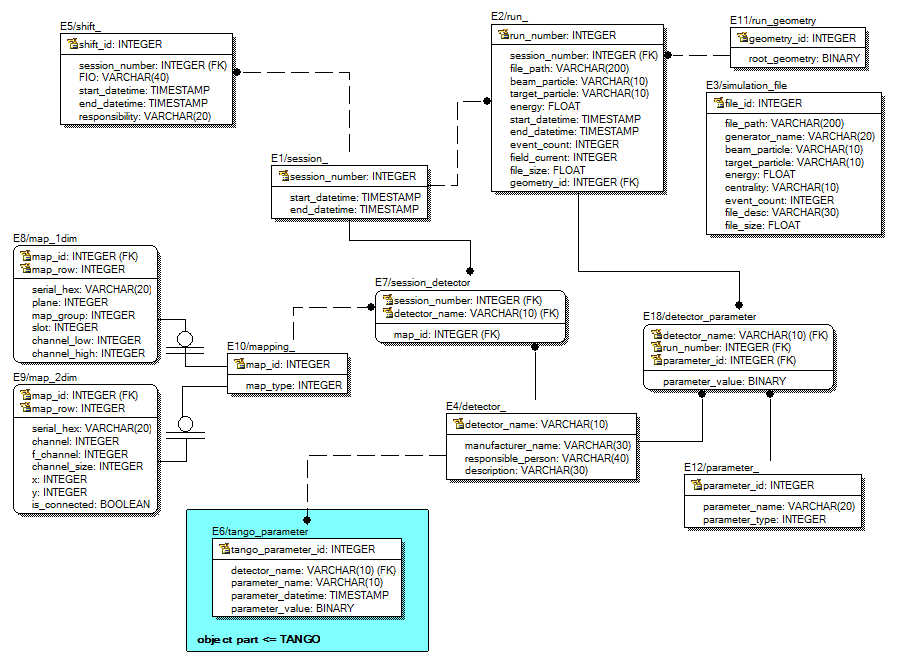 E5/shift_
shift_id: INTEGER
session_number: INTEGER (FK)
FIO: VARCHAR(40)
start_datetime: TIMESTAMP
end_datetime: TIMESTAMP
responsibility: VARCHAR(20)
E2/run_
run_number: INTEGER
session_number: INTEGER (FK)
file_path: VARCHAR(200)
beam_particle: VARCHAR(10)
target_particle: VARCHAR(10)
energy: FLOAT
start_datetime: TIMESTAMP
end_datetime: TIMESTAMP
event_count: INTEGER
field_current: INTEGER
file_size: FLOAT
geometry_id: INTEGER (FK)
E11/run_geometry
geometry_id: INTEGER
root_geometry: BINARY
E3/simulation_file
file_id: INTEGER
file_path: VARCHAR(200)
generator_name: VARCHAR(20)
beam_particle: VARCHAR(10)
target_particle: VARCHAR(10)
energy: FLOAT
centrality: VARCHAR(10)
event_count: INTEGER
file_desc: VARCHAR(30)
file_size: FLOAT
E1/session_
session_number: INTEGER
start_datetime: TIMESTAMP
end_datetime: TIMESTAMP
E8/map_1dim
map_id: INTEGER (FK)
map_row: INTEGER
serial_hex: VARCHAR(20)
plane: INTEGER
map_group: INTEGER
slot: INTEGER
channel_low: INTEGER
channel_high: INTEGER
E7/session_detector
session_number: INTEGER (FK)
detector_name: VARCHAR(10) (FK)
map_id: INTEGER (FK)
E18/detector_parameter
detector_name: VARCHAR(10) (FK)
run_number: INTEGER (FK)
parameter_id: INTEGER (FK)
parameter_value: BINARY
E10/mapping_
map_id: INTEGER
map_type: INTEGER
E9/map_2dim
map_id: INTEGER (FK)
map_row: INTEGER
serial_hex: VARCHAR(20)
channel: INTEGER
f_channel: INTEGER
channel_size: INTEGER
x: INTEGER
y: INTEGER
is_connected: BOOLEAN
E4/detector_
detector_name: VARCHAR(10)
manufacturer_name: VARCHAR(30)
responsible_person: VARCHAR(40)
description: VARCHAR(30)
E12/parameter_
parameter_id: INTEGER
parameter_name: VARCHAR(20)
parameter_type: INTEGER
E6/tango_parameter
tango_parameter_id: INTEGER
detector_name: VARCHAR(10) (FK)
parameter_name: VARCHAR(10)
parameter_datetime: TIMESTAMP
parameter_value: BINARY
object part <= TANGO